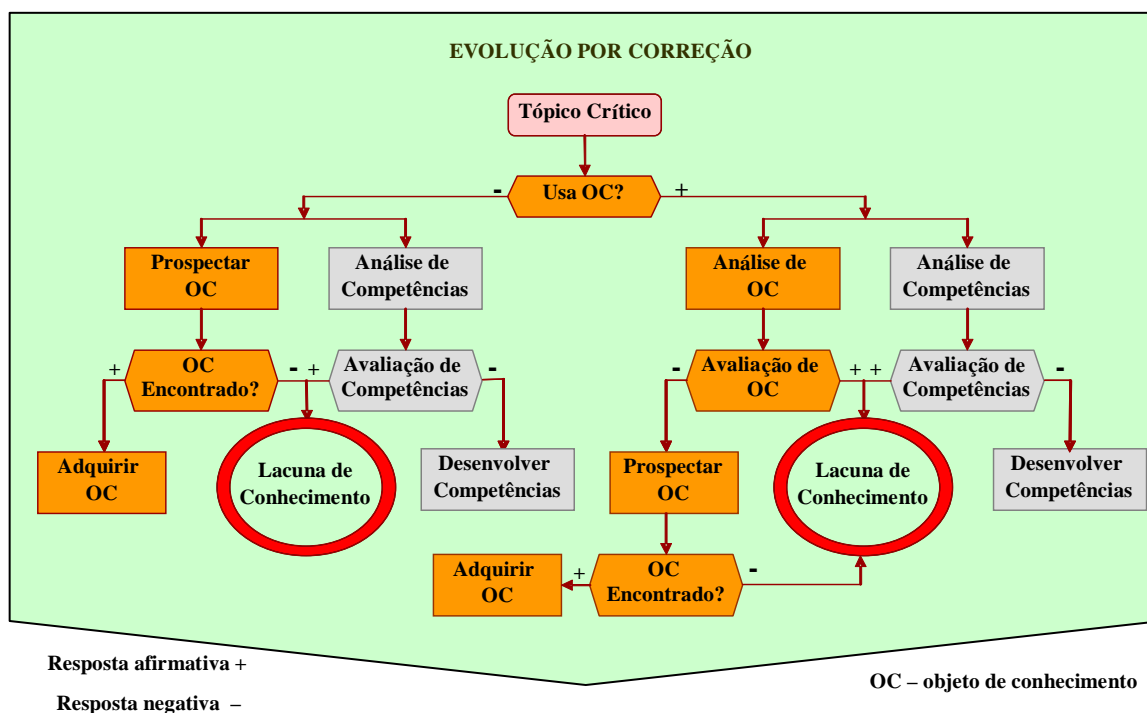 EVOLUÇÃO POR CORREÇÃO
Tópico Crítico
- Usa OC? +
Prospectar
OC
Análise de
Competências
Análise de
OC
Análise de
Competências
+ OC
Encontrado? -
+ Avaliação de
Competências -
- Avaliação de
OC +
+ Avaliação de
Competências -
Adquirir
OC
Lacuna de
Conhecimento
Desenvolver
Competências
Prospectar
OC
Lacuna de
Conhecimento
Desenvolver
Competências
Adquirir
OC
+ OC
Encontrado? -
Resposta afirmativa +
Resposta negativa –
OC – objeto de conhecimento